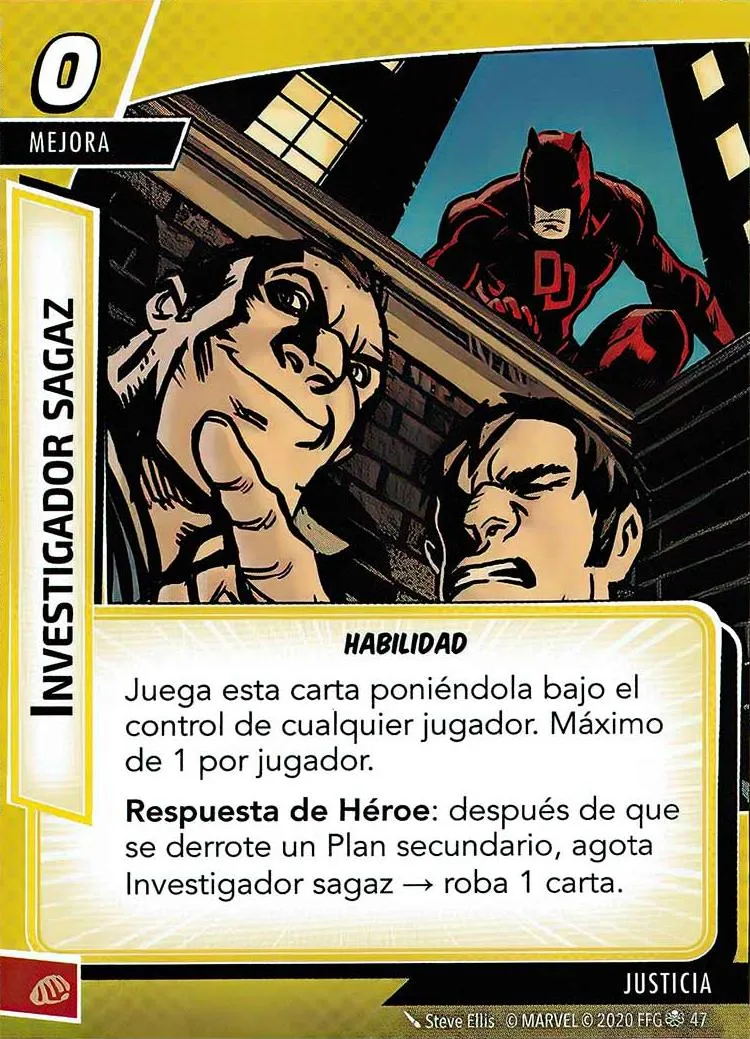 0
MEJORA
INVESTIGADOR SAGAZ
DD
HABILIDAD
Juega esta carta poniéndola bajo el
control de cualquier jugador. Máximo
de 1 por jugador.
Respuesta de Héroe: después de que
se derrote un Plan secundario, agota
Investigador sagaz → roba 1 carta.
JUSTICIA
Steve Ellis © MARVEL © 2020 FFG 47